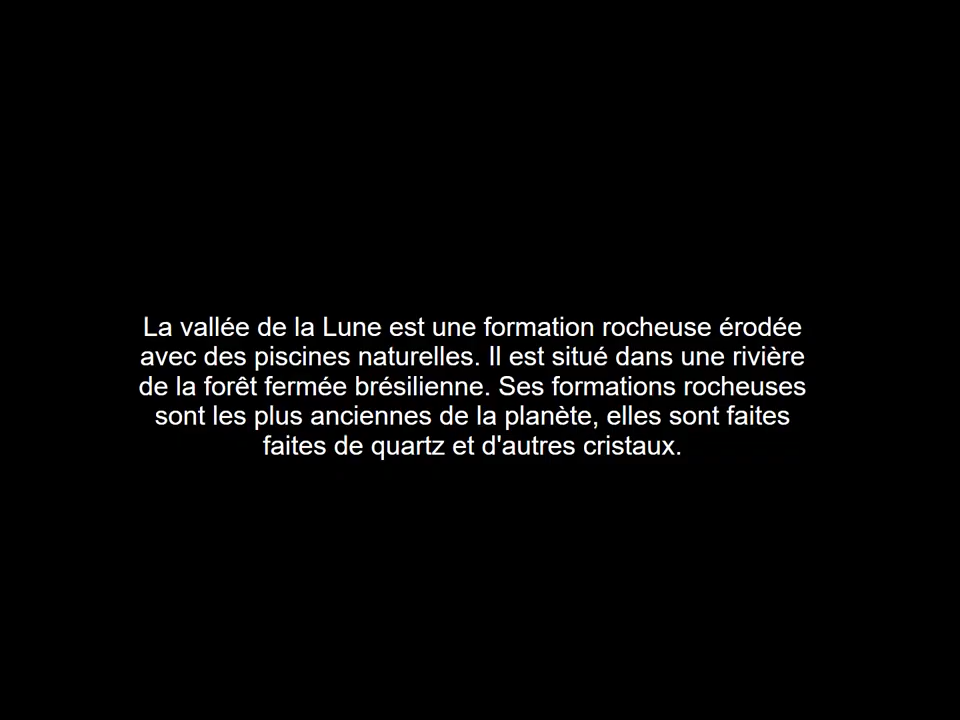 La vallée de la Lune est une formation rocheuse érodée
avec des piscines naturelles. Il est situé dans une rivière
de la forêt fermée brésilienne. Ses formations rocheuses
sont les plus anciennes de la planète, elles sont faites
faites de quartz et d'autres cristaux.